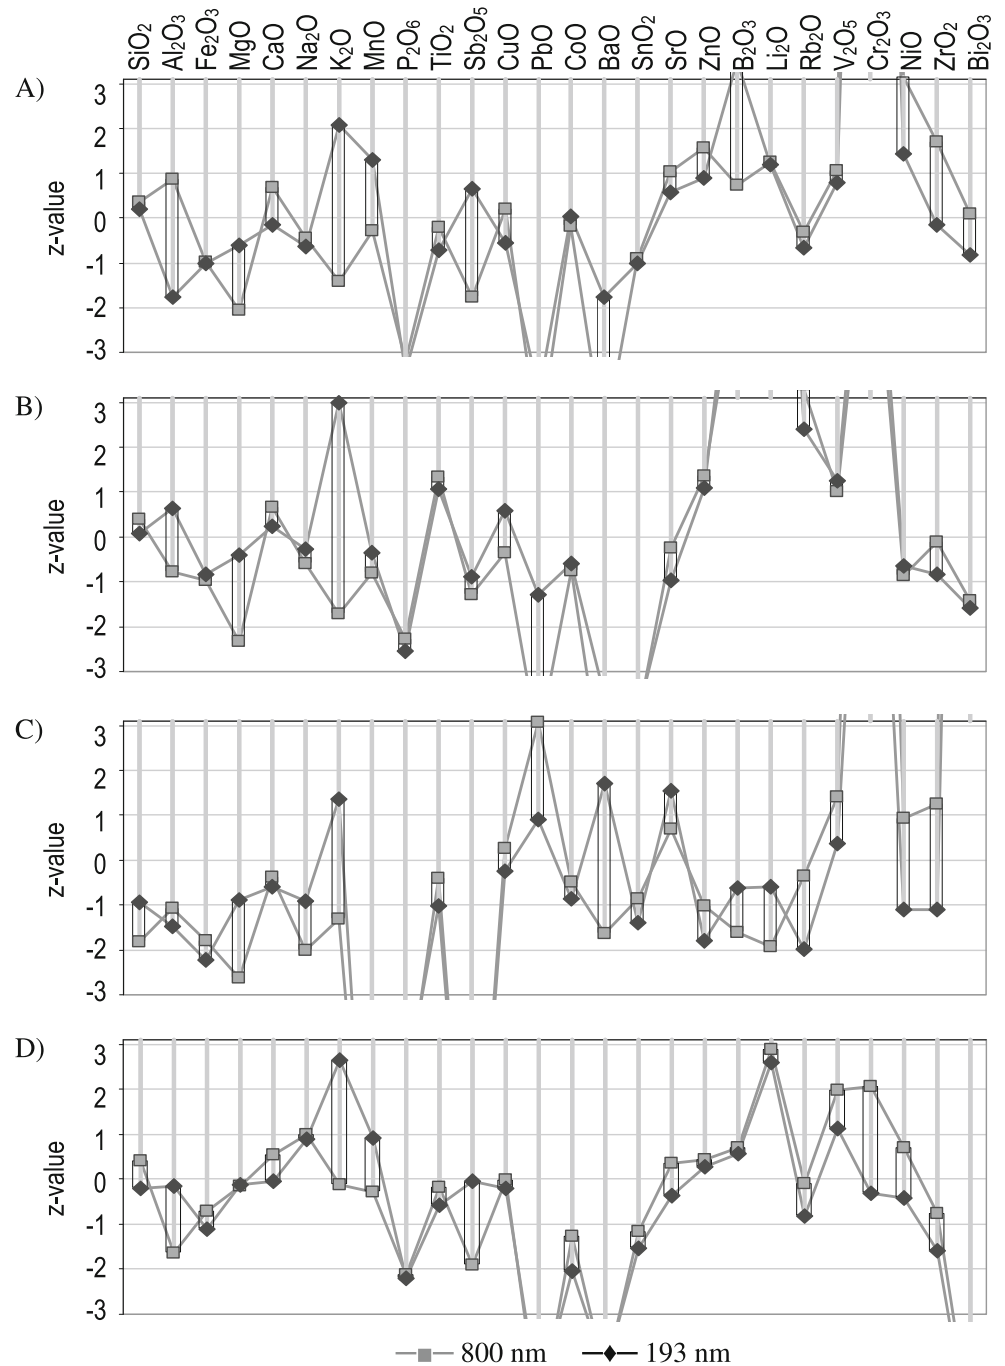 SiO2 Al2O3 Fe2O3 MgO CaO Na2O K2O MnO P2O6 TiO2 Sb2O5 CuO PbO CoO BaO SnO2 SrO ZnO B2O3 Li2O Rb2O V2O5 Cr2O3 NiO ZrO2 Bi2O3
A)
3
2
1
0
-1
-2
-3
z-value
B)
3
2
1
0
-1
-2
-3
z-value
C)
3
2
1
0
-1
-2
-3
z-value
D)
3
2
1
0
-1
-2
-3
z-value
800 nm 193 nm